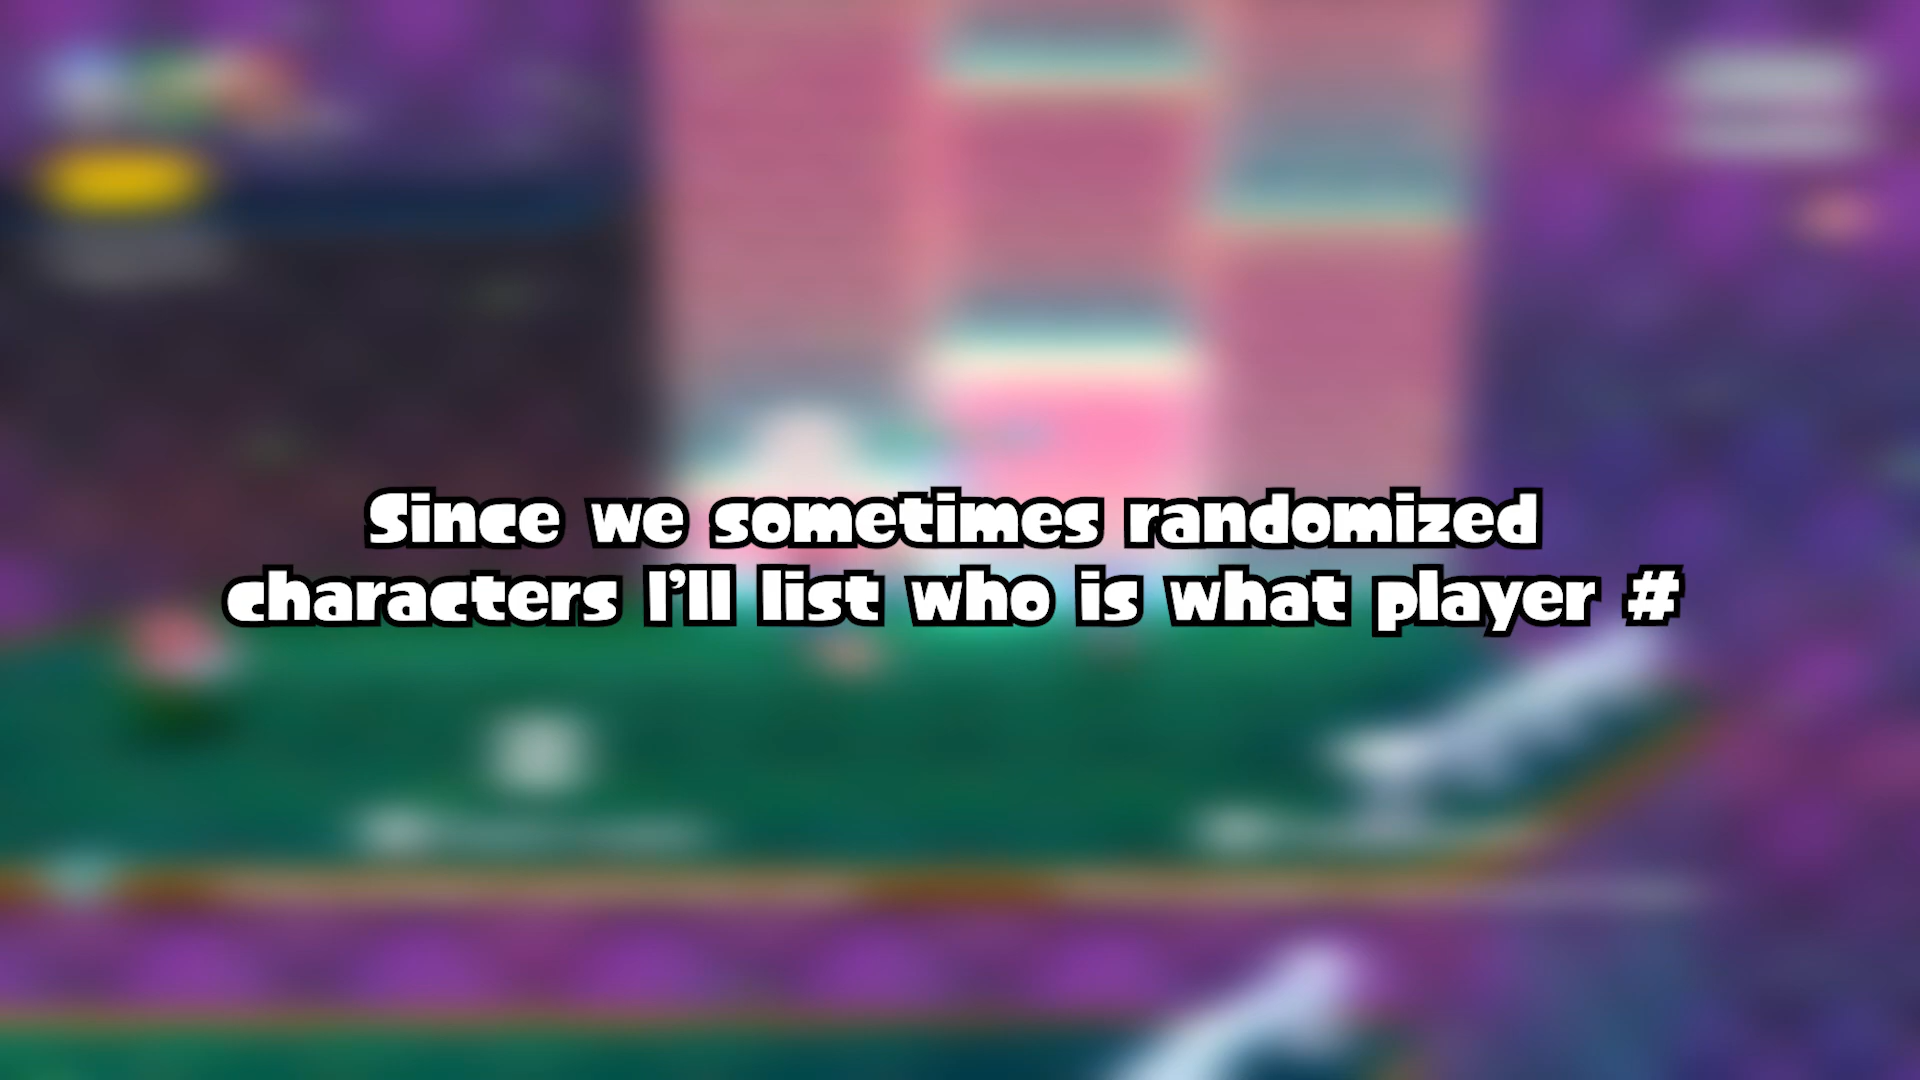 Since we sometimes randomized
characters I'll list who is what player #